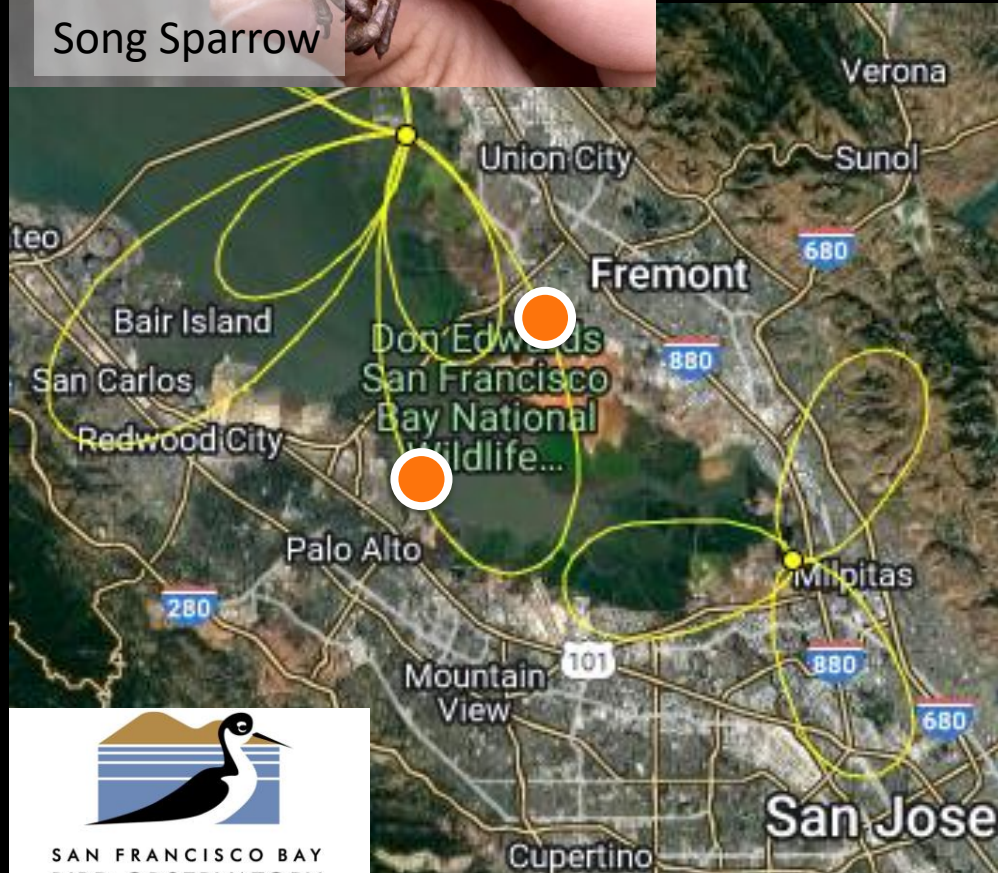 Song Sparrow
Verona
Union City
Sunol
teo
680
Fremont
Bair Island
880
Don Edwards
San Francisco
Bay National
Wildlife...
San Carlos
Redwood City
Palo Alto
Milpitas
280
101
880
Mountain
View
680
San Jose
Cupertino
SAN FRANCISCO BAY
BIRD OBSERVATORY